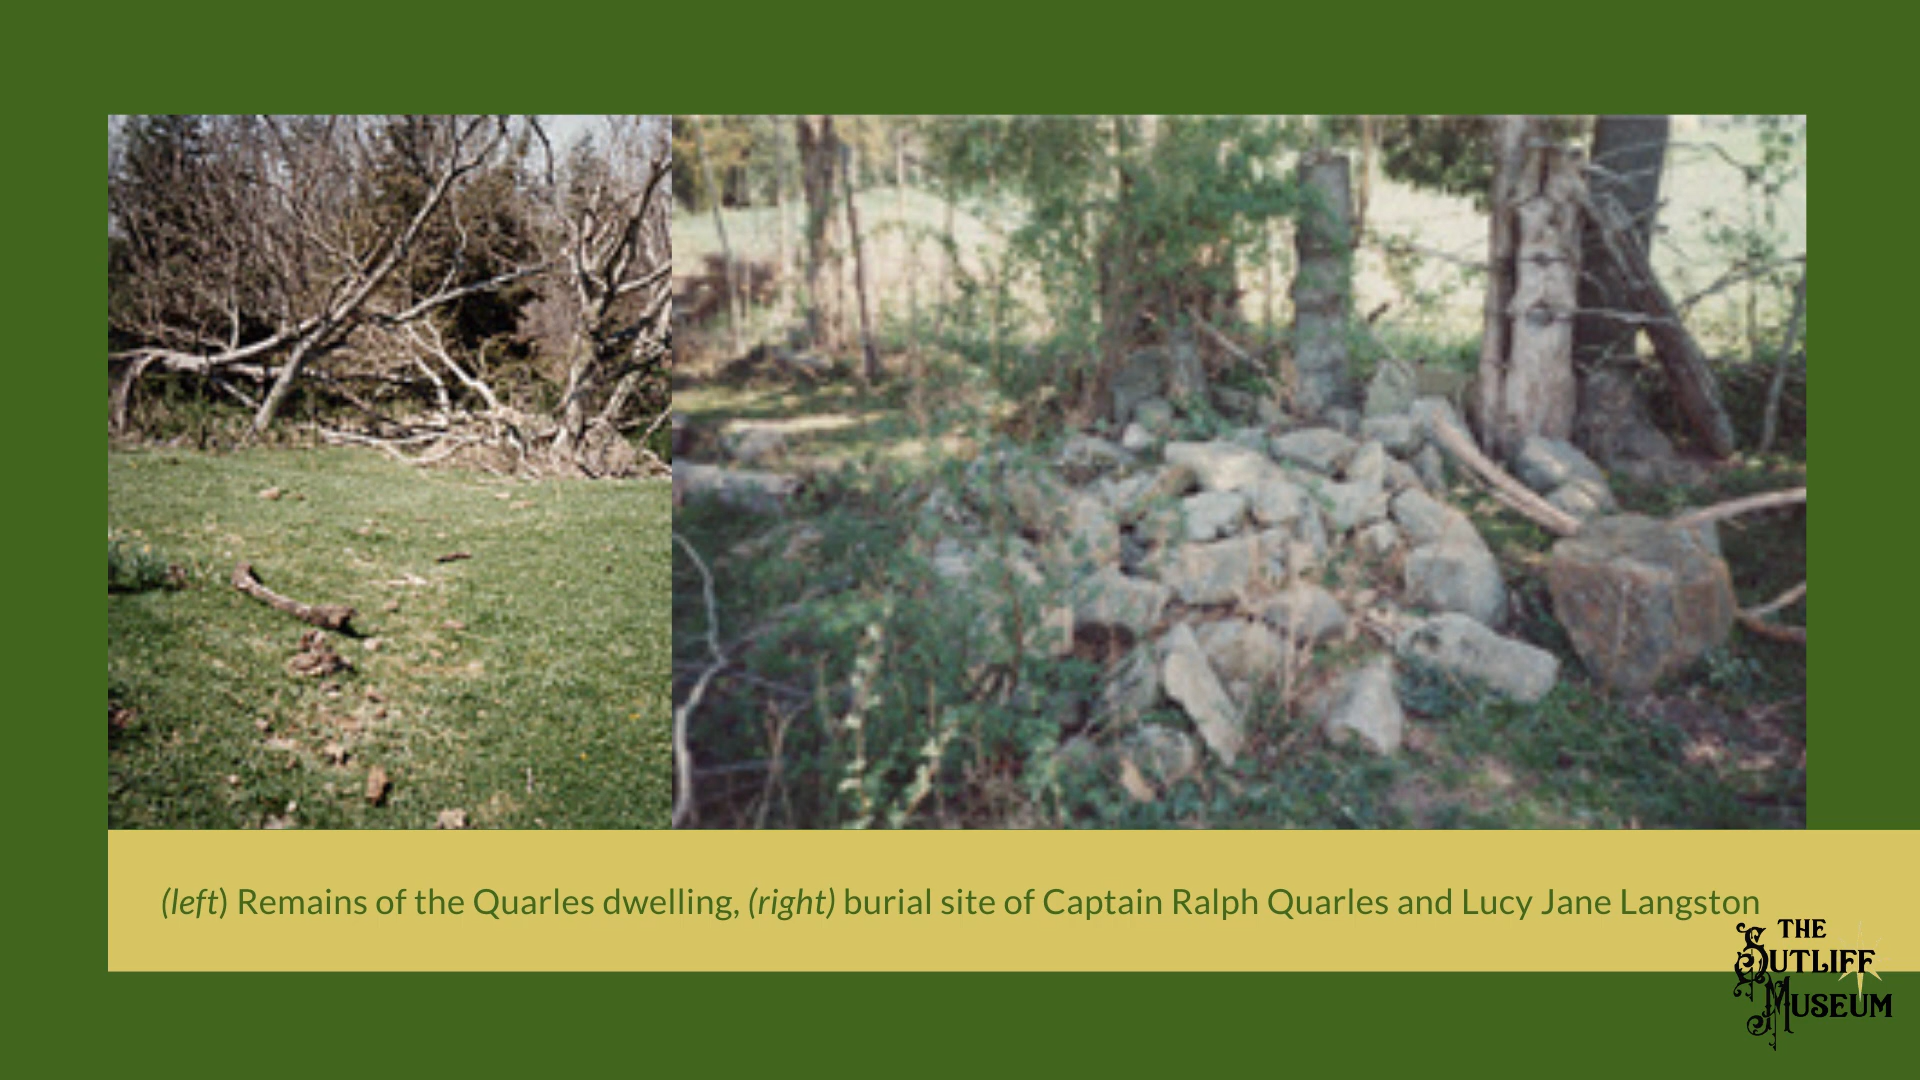 (left) Remains of the Quarles dwelling, (right) burial site of Captain Ralph Quarles and Lucy Jane Langston
THE
SUTLIFF
MUSEUM